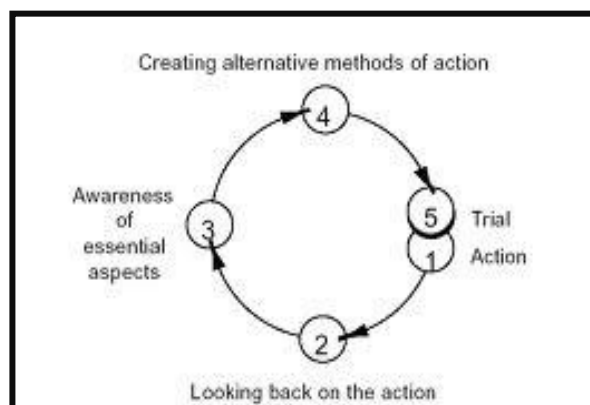 Creating alternative methods of action
4
Awareness
of
essential
aspects
3
5
Trial
1
Action
2
Looking back on the action